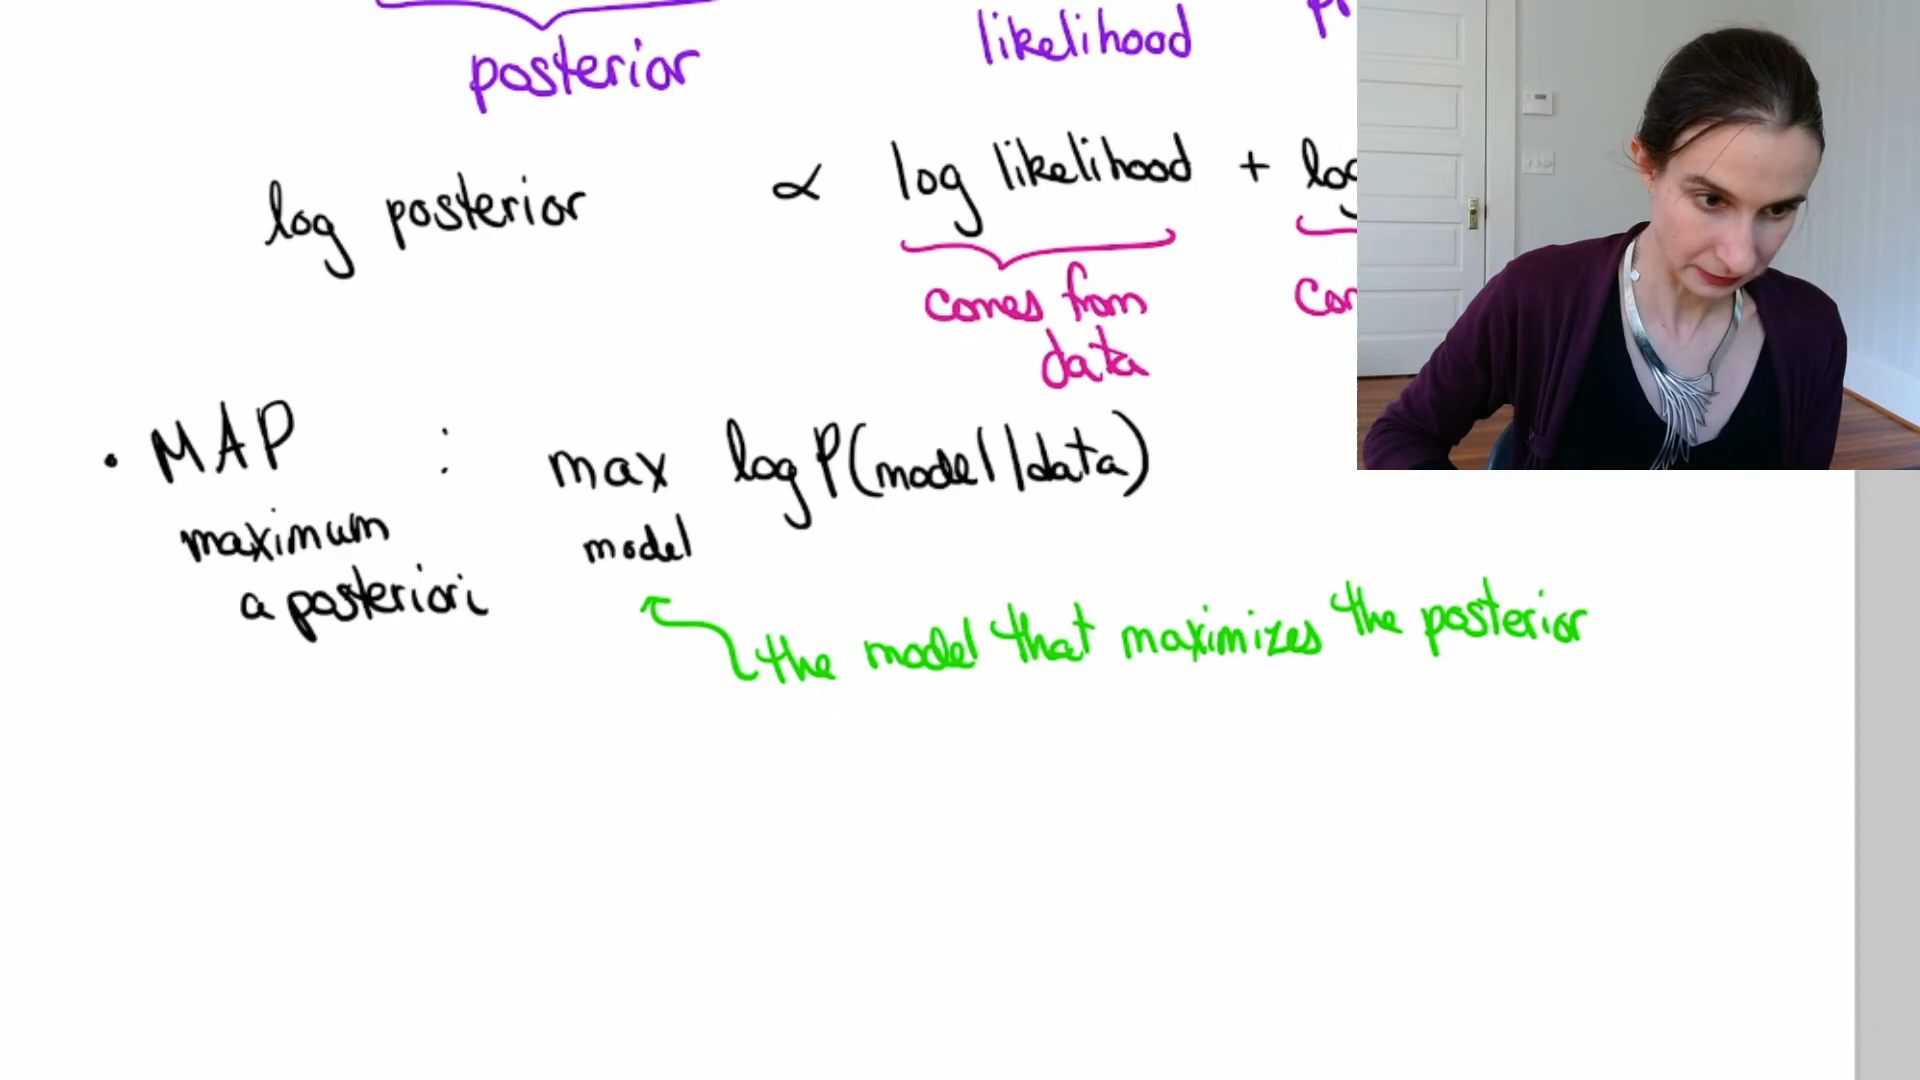 posterior likelihood
log posterior ∝ log likelihood +
comes from
data
• MAP : max log P(model|data)
maximum model
a posteriori
the model that maximizes the posterior